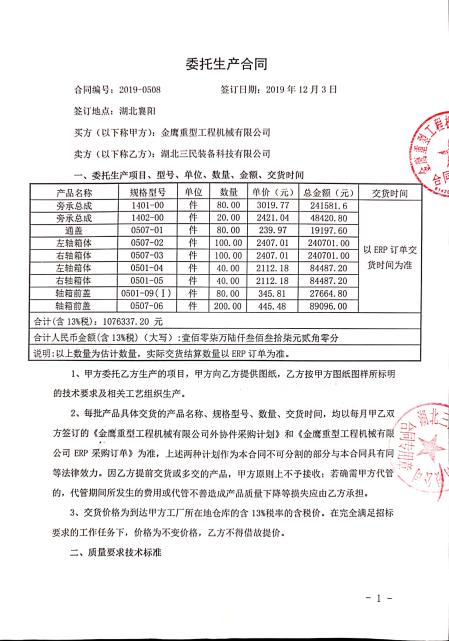 委托生产合同
合同编号：2019-0508 签订日期：2019 年 12 月 3 日
签订地点：湖北襄阳
买方（以下称甲方）：金鹰重型工程机械有限公司
卖方（以下称乙方）：湖北三民装备科技有限公司
一、委托生产项目、型号、单位、数量、金额、交货时间
产品名称 规格型号 单位 数量 单价（元） 总金额（元） 交货时间
旁承总成 1401-00 件 80.00 3019.77 241581.6
旁承总成 1402-00 件 20.00 2421.04 48420.80
通盖 0507-01 件 80.00 239.97 19197.60
左轴箱体 0507-02 件 100.00 2407.01 240701.00
右轴箱体 0507-03 件 100.00 2407.01 240701.00
左轴箱体 0501-04 件 40.00 2112.18 84487.20
右轴箱体 0501-05 件 40.00 2112.18 84487.20
轴箱前盖 0501-09(Ⅰ) 件 80.00 345.81 27664.80
轴箱前盖 0507-06 件 200.00 445.48 89096.00
以 ERP 订单交
货时间为准
合计(含 13%税)：1076337.20 元
合计人民币金额(含 13%税)（大写）:壹佰零柒万陆仟叁佰叁拾柒元贰角零分
说明:以上数量为估计数量，实际交货结算数量以 ERP 订单为准。
1、甲方委托乙方生产的项目，甲方向乙方提供图纸，乙方按甲方图纸图样所标明
的技术要求及相关工艺组织生产。
2、每批产品具体交货的产品名称、规格型号、数量、交货时间，均以每月甲乙双
方签订的《金鹰重型工程机械有限公司外协件采购计划》和《金鹰重型工程机械有限
公司 ERP 采购订单》为准，上述两种计划作为本合同不可分割的部分与本合同具有同
等法律效力。因乙方提前交货或多交的产品，甲方原则上不予接收；若确需甲方代管
的，代管期间所发生的费用或代管不善造成产品质量下降等损失应由乙方承担。
3、交货价格为到达甲方工厂所在地仓库的含 13%税率的含税价。在完全满足招标
要求的工作任务下，价格为不变价格，乙方不得借故提价。
二、质量要求技术标准
- 1 -